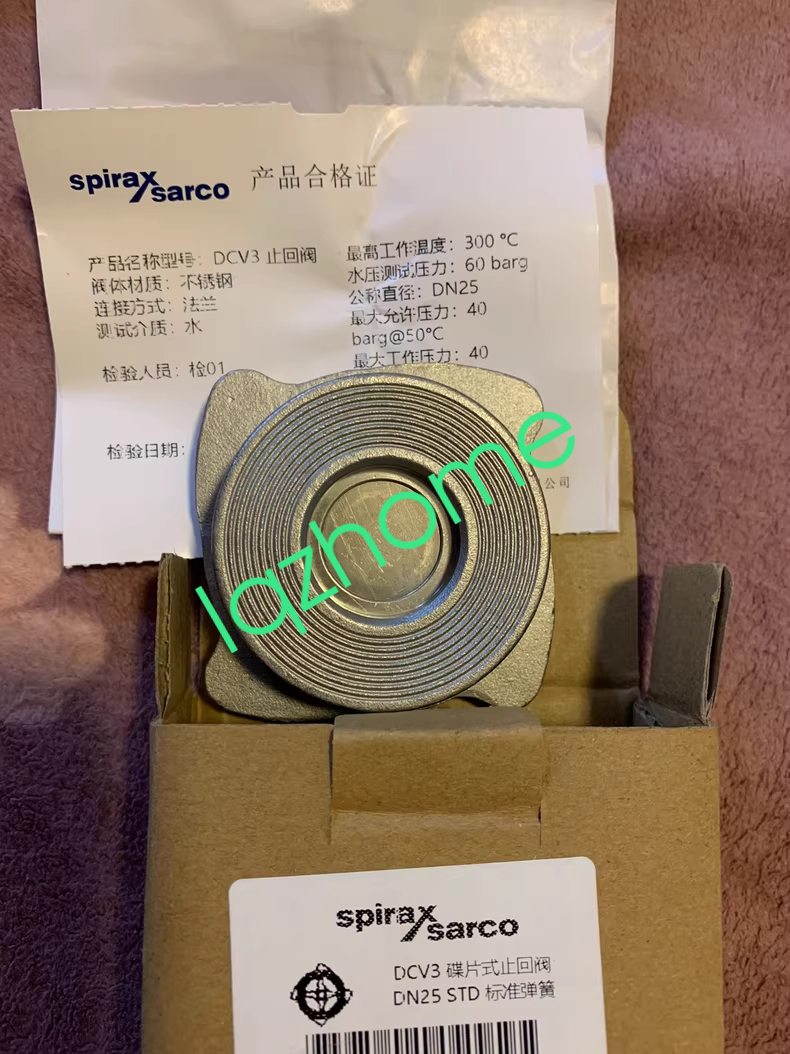 spirax sarco 产品合格证
产品名称型号: DCV3 止回阀
阀体材质: 不锈钢
连接方式: 法兰
测试介质: 水
检验人员: 检01
检验日期:
最高工作温度: 300 °C
水压测试压力: 60 barg
公称直径: DN25
最大允许压力: 40
barg@50°C
最大工作压力: 40
公司
lqzhome
spirax sarco
DCV3 碟片式止回阀
DN25 STD 标准弹簧